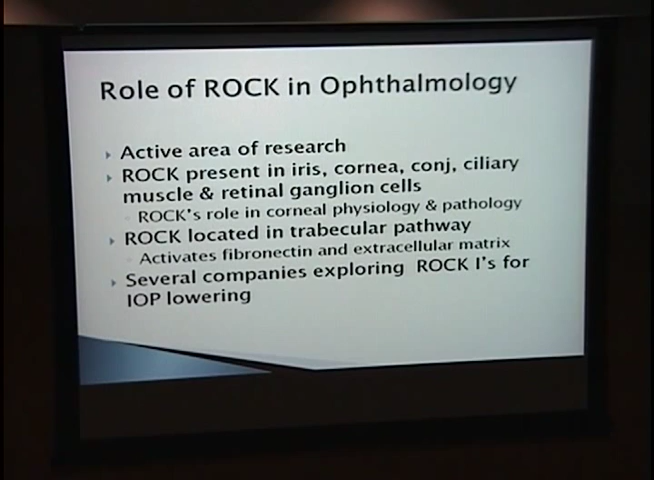 Role of ROCK in Ophthalmology
Active area of research
ROCK present in iris, cornea, conj, ciliary
muscle & retinal ganglion cells
ROCK's role in corneal physiology & pathology
ROCK located in trabecular pathway
Activates fibronectin and extracellular matrix
Several companies exploring ROCK I's for
IOP lowering